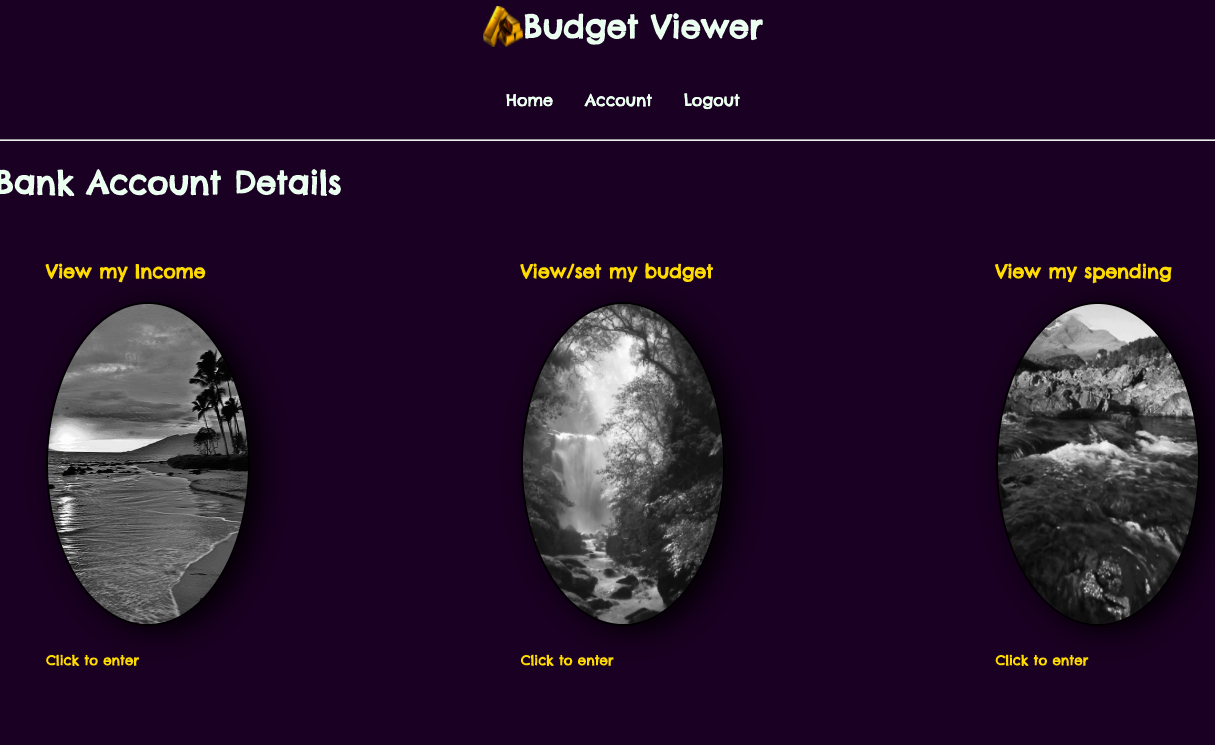 Budget Viewer
Home Account Logout
Bank Account Details
View my Income View/set my budget View my spending
Click to enter Click to enter Click to enter